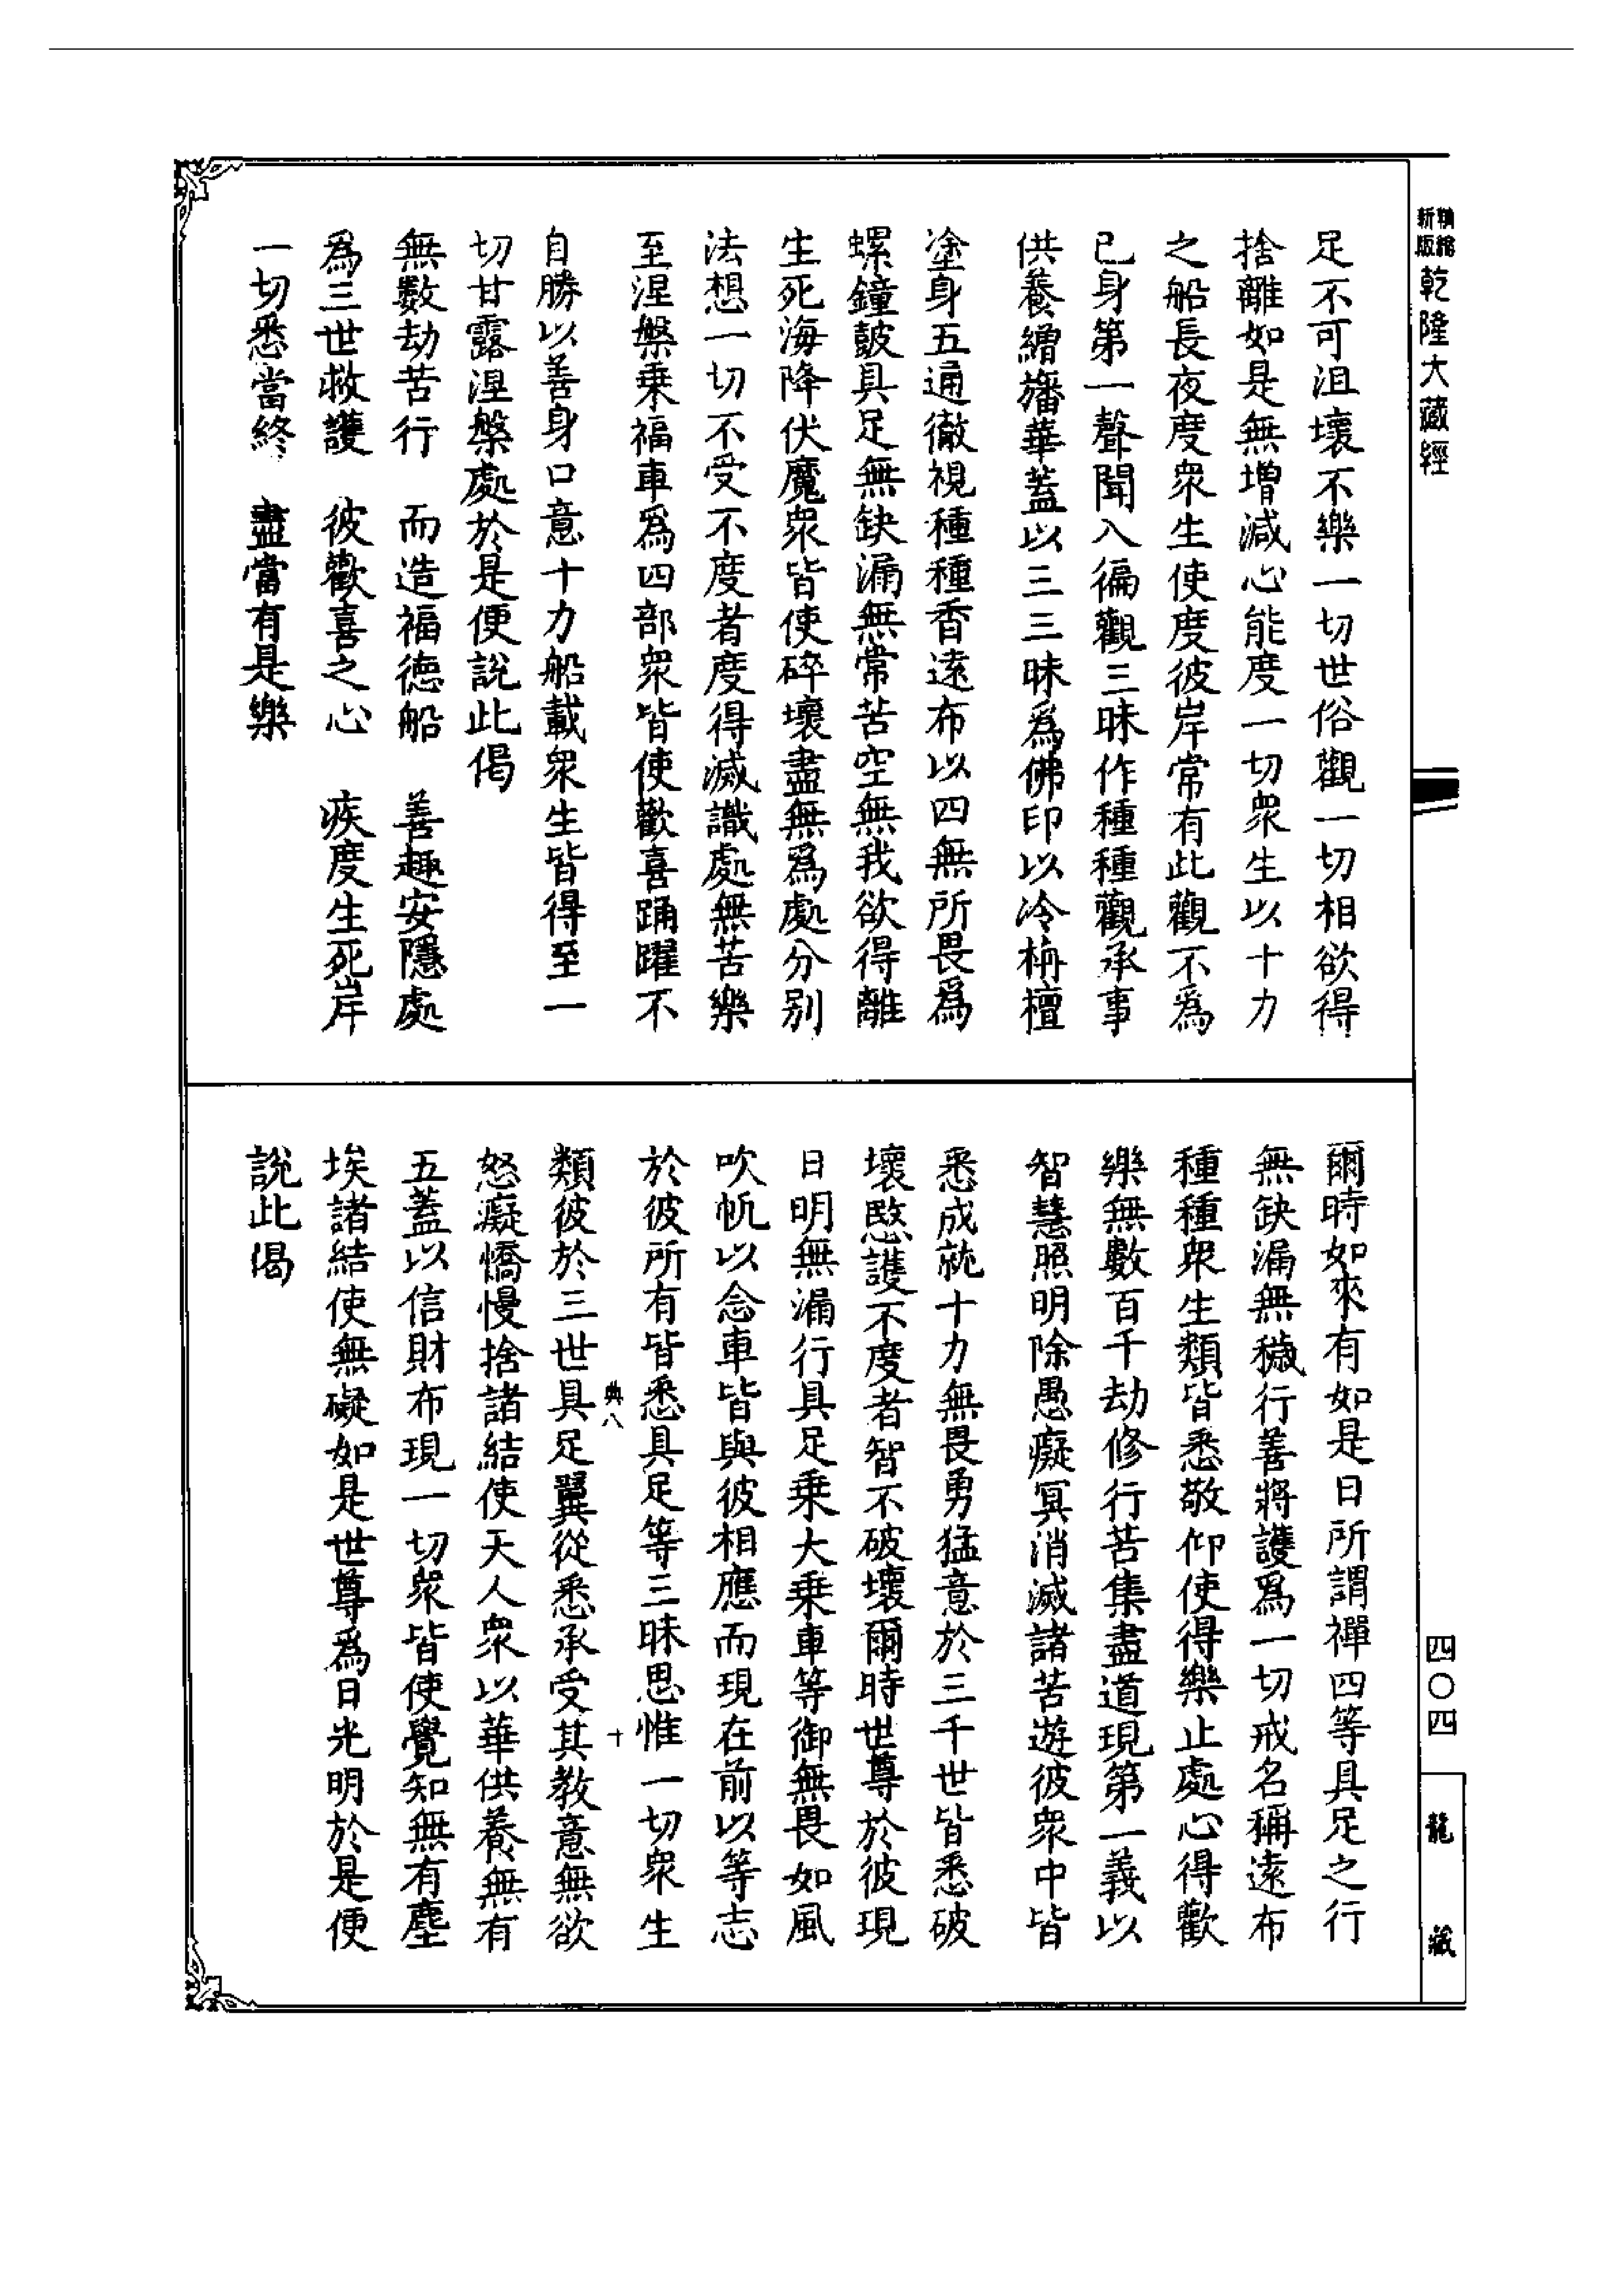 新版精縮乾隆大藏經
足不可沮壞不樂一切世俗觀一切相欲得
捨離如是無增減心能度一切衆生以十力
之船長夜度衆生使度彼岸常有此觀不爲
已身第一聲聞入徧觀三昧作種種觀承事
供養繒旛華蓋以三三昧爲佛印以冷栴檀
塗身五通徹視種種香遠布以四無所畏爲
螺鐘鼓具足無缺漏無常苦空無我欲得離
生死海降伏魔衆皆使碎壞盡無爲處分別
法想一切不受不度者度得滅識處無苦樂
至涅槃乘福車爲四部衆皆使歡喜踊躍不
自勝以善身口意十力船載衆生皆得至一
切甘露涅槃處於是便說此偈
無數劫苦行　而造福德船　善趣安隱處
爲三世救護　彼歡喜之心　疾度生死岸
一切悉當終　盡當有是樂
爾時如來有如是日所謂禪四等具足之行
無缺漏無穢行善將護爲一切戒名稱遠布
種種衆生類皆悉敬仰使得樂止處心得歡
樂無數百千劫修行苦集盡道現第一義以
智慧照明除愚癡冥消滅諸苦遊彼衆中皆
悉成就十力無畏勇猛意於三千世皆悉破
壞愍護不度者智不破壞爾時世尊於彼現
日明無漏行具足乘大乘車等御無畏如風
吹帆以念車皆與彼相應而現在前以等志
於彼所有皆悉具足等三昧思惟一切衆生
典八　十
類彼於三世具足翼從悉承受其教意無欲
怒癡憍慢捨諸結使天人衆以華供養無有
五蓋以信財布現一切衆皆使覺知無有塵
埃諸結使無礙如是世尊爲日光明於是便
說此偈
四〇四
龍藏